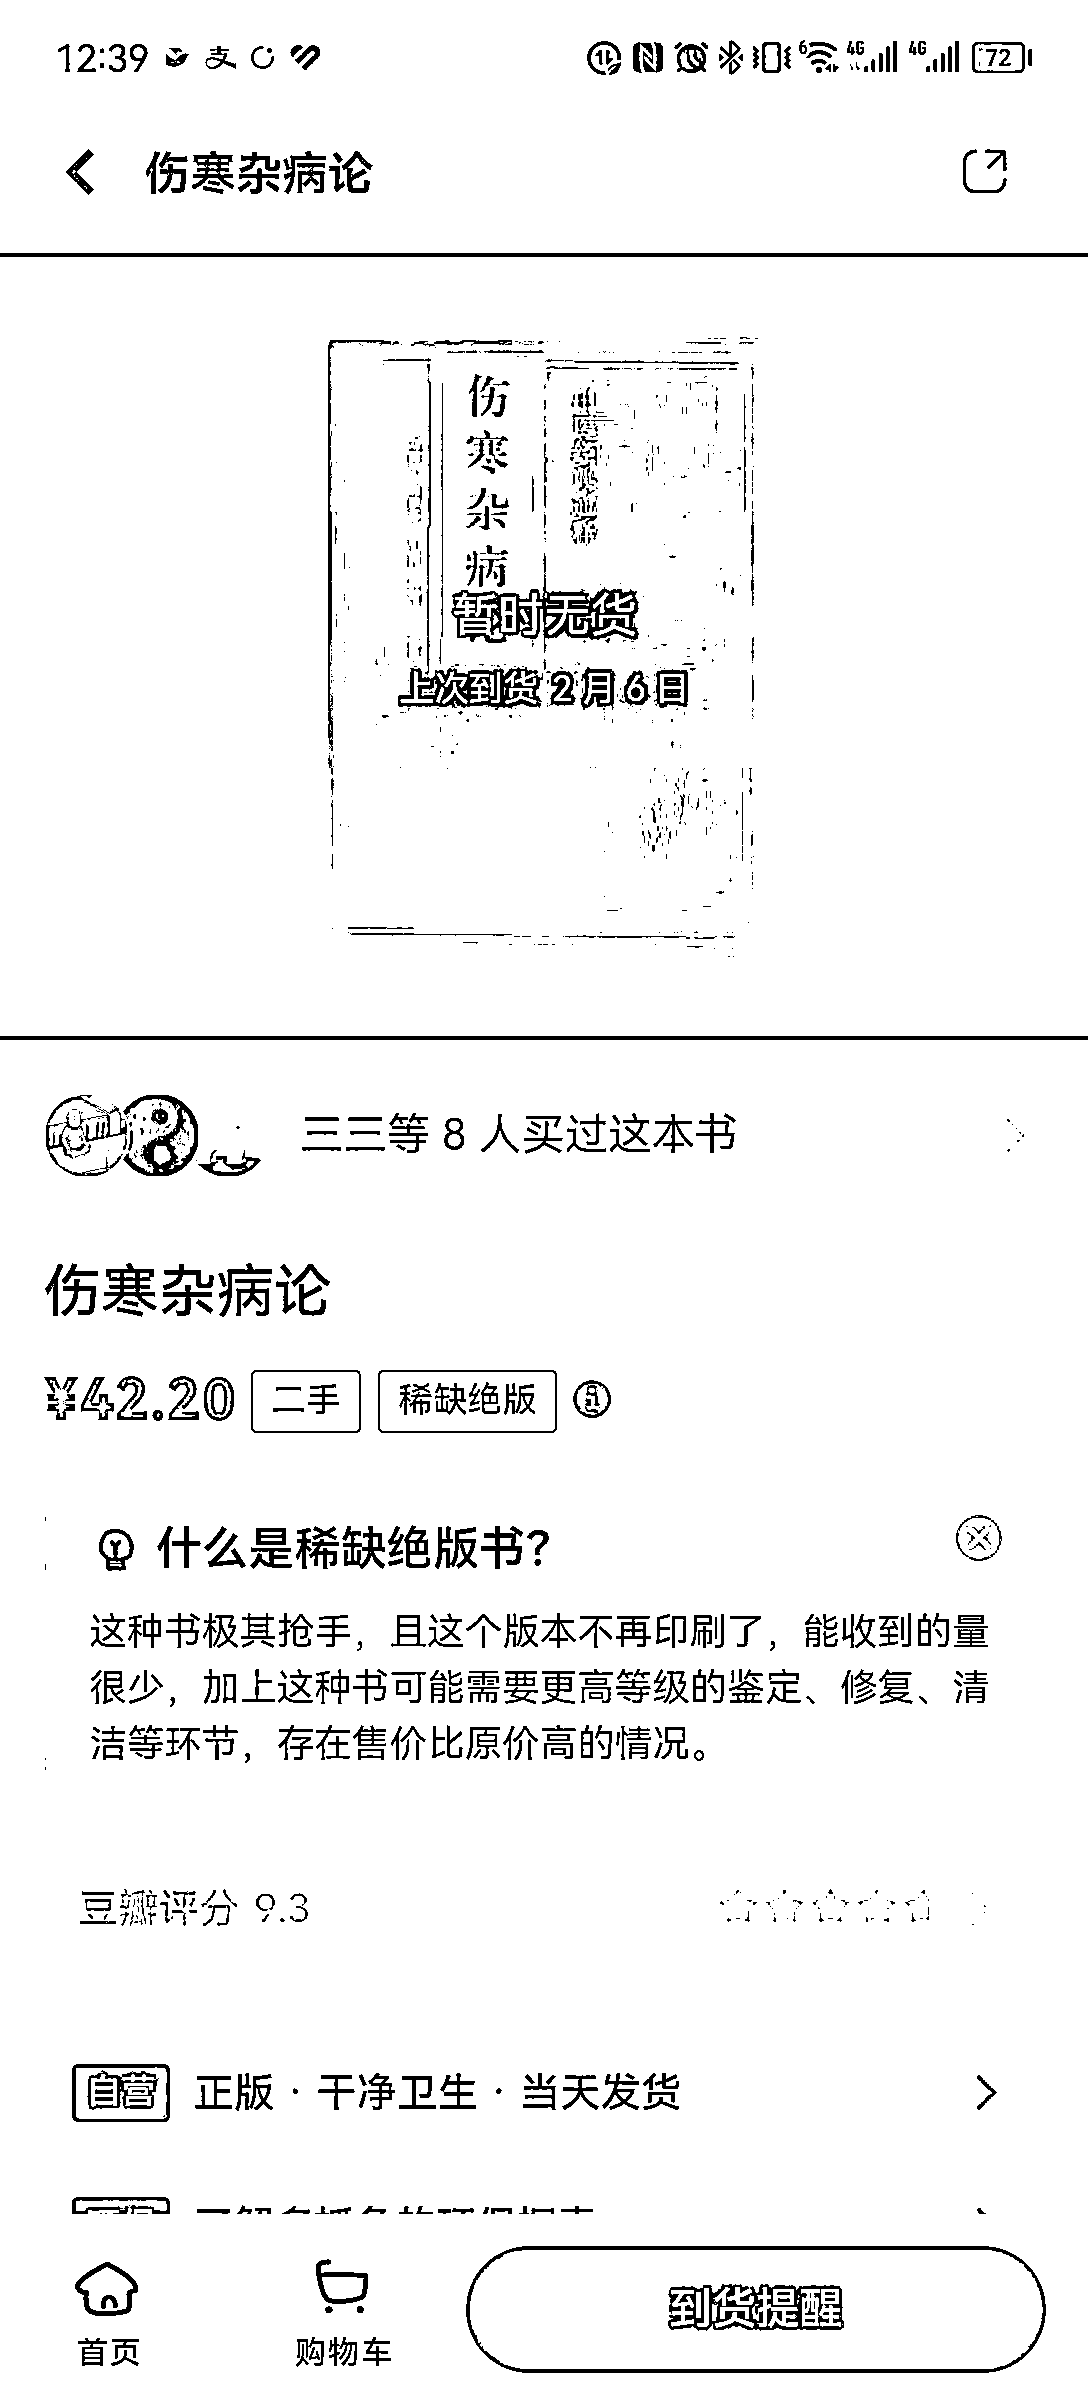 12:39
6 4G 4G 72
伤寒杂病论
伤寒杂病
暂时无货
上次到货 2 月 6 日
三三等 8 人买过这本书
伤寒杂病论
¥42.20 二手 稀缺绝版
什么是稀缺绝版书？
这种书极其抢手，且这个版本不再印刷了，能收到的量
很少，加上这种书可能需要更高等级的鉴定、修复、清
洁等环节，存在售价比原价高的情况。
豆瓣评分 9.3
自营 正版 · 干净卫生 · 当天发货
首页
购物车
到货提醒